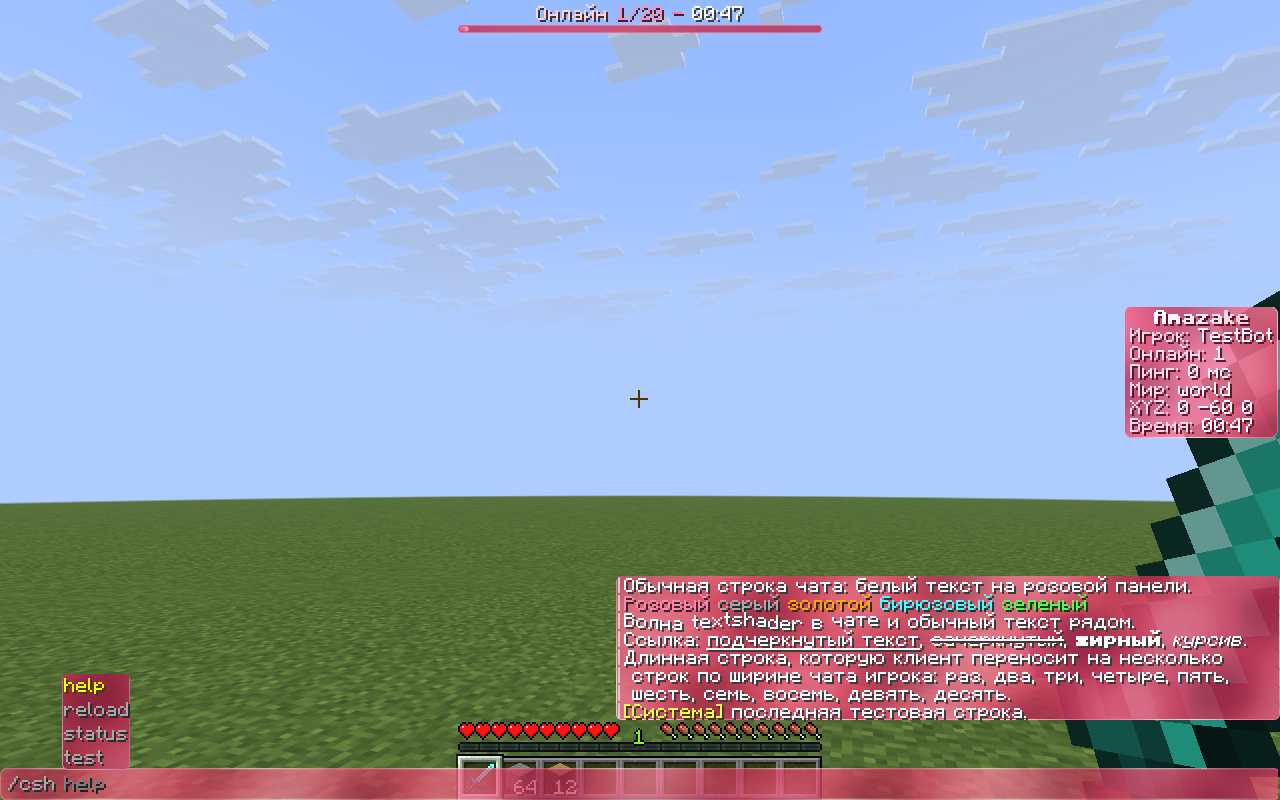 Онлайн 1/20 - 00:47
Amazake
Игрок: TestBot
Онлайн: 1
Пинг: 0 мс
Мир: world
XYZ: 0 -60 0
Время: 00:47
Обычная строка чата: белый текст на розовой панели.
Розовый серый золотой бирюзовый зеленый
Волна textshader в чате и обычный текст рядом.
Ссылка: подчеркнутый текст, зачеркнутый, жирный, курсив.
Длинная строка, которую клиент переносит на несколько
строк по ширине чата игрока: раз, два, три, четыре, пять,
шесть, семь, восемь, девять, десять.
[Система] последняя тестовая строка.
help
reload
status
test
1
64 12
/csh help